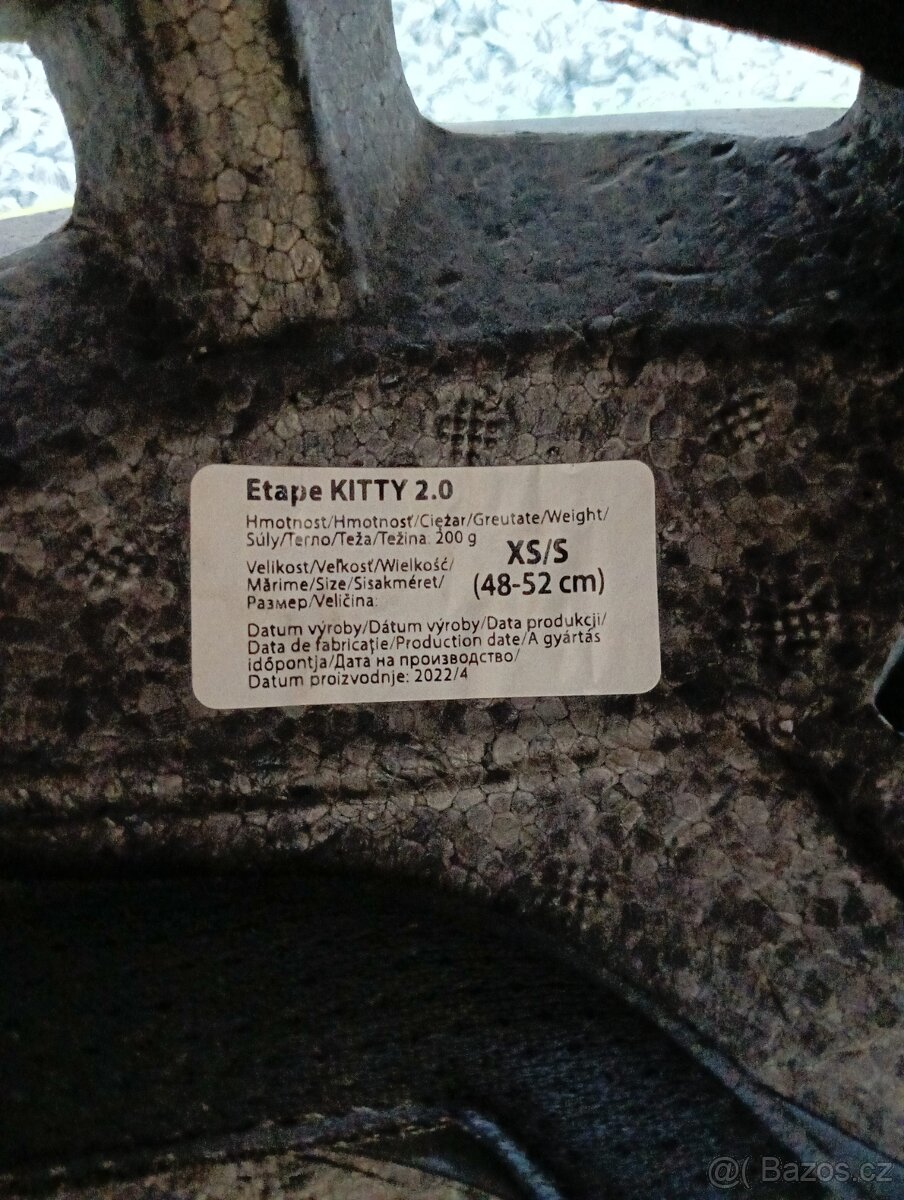 Etape KITTY 2.0
Hmotnost/Hmotnosť/Ciężar/Greutate/Weight/
Súly/Тегло/Teža/Težina: 200 g
XS/S
(48-52 cm)
Velikost/Veľkosť/Wielkość/
Mărime/Size/Sisakméret/
Размер/Veličina:
Datum výroby/Dátum výroby/Data produkcji/
Data de fabricație/Production date/A gyártás
időpontja/Дата на производство/
Datum proizvodnje: 2022/4
@( Bazos.cz